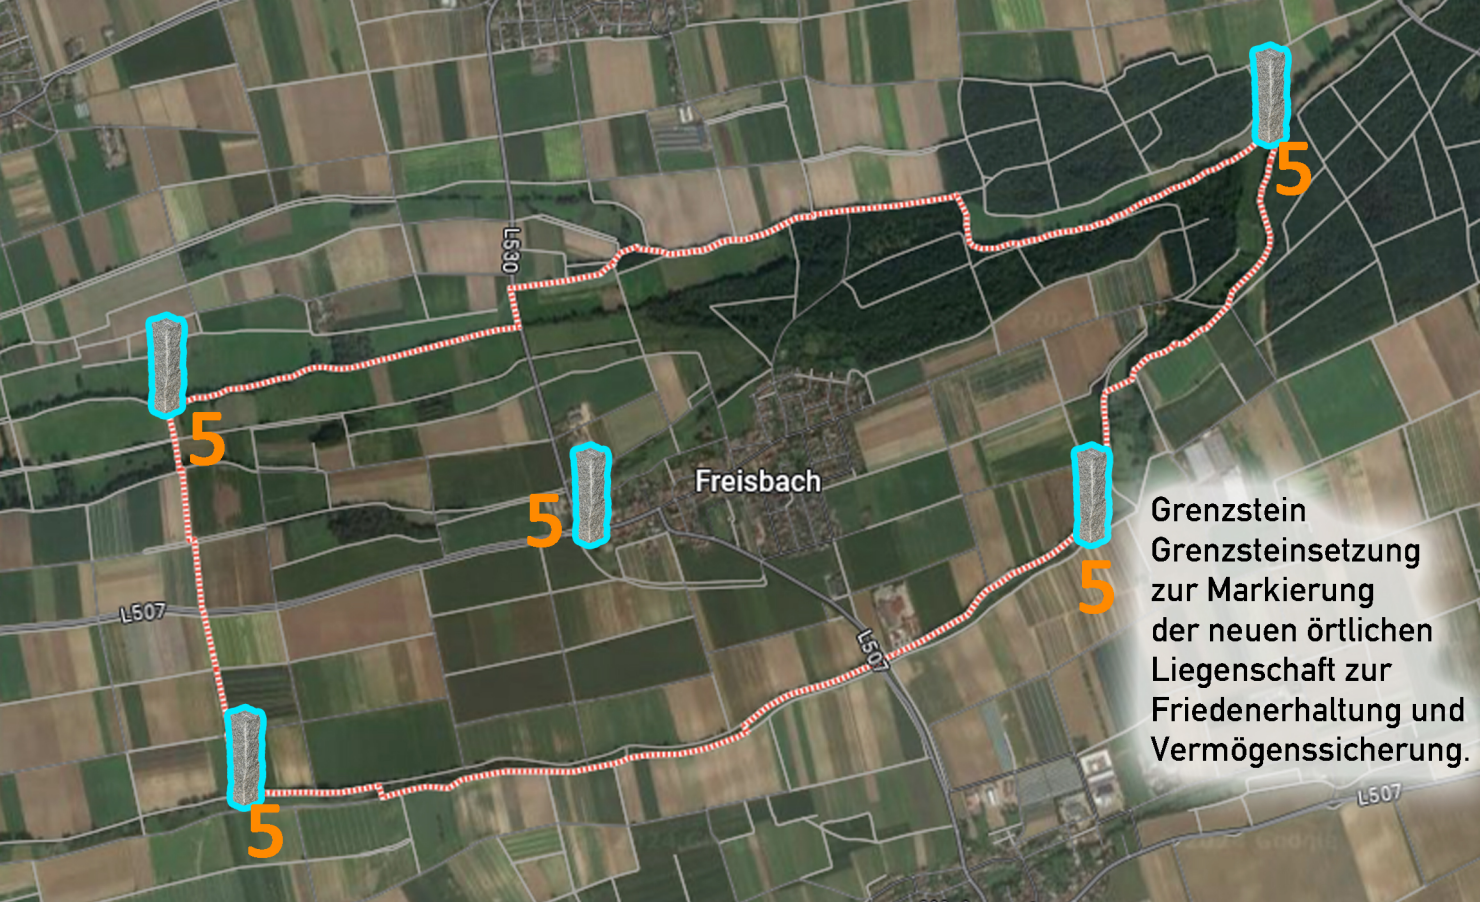 L530
5
5
5
Freisbach
5
5
L507
L507
L507
Grenzstein
Grenzsteinsetzung
zur Markierung
der neuen örtlichen
Liegenschaft zur
Friedenerhaltung und
Vermögenssicherung.